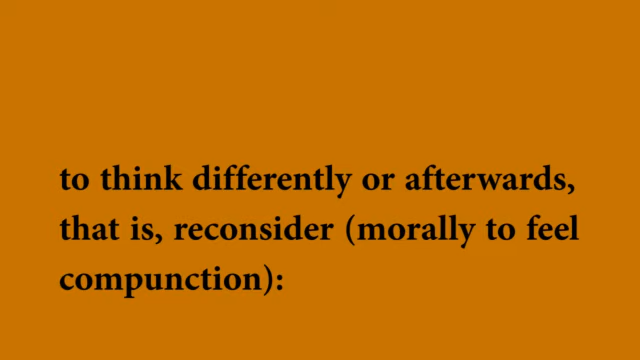 to think differently or afterwards,
that is, reconsider (morally to feel
compunction):